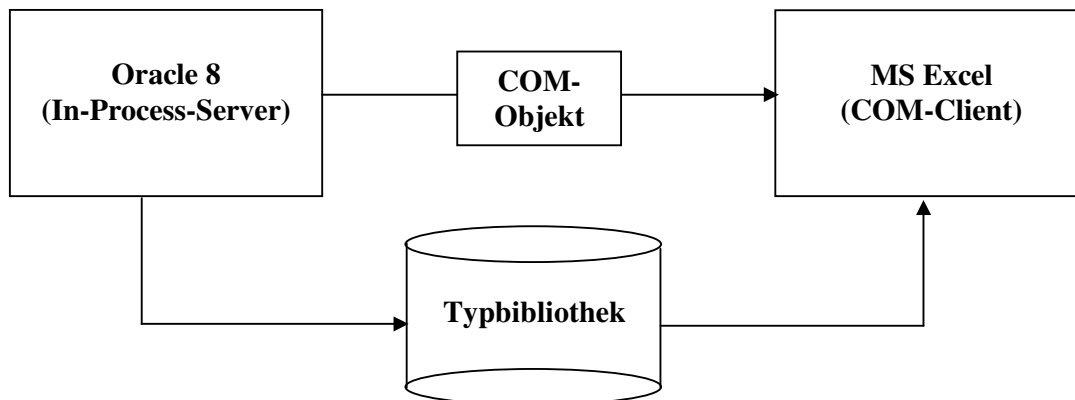 Oracle 8
(In-Process-Server)
COM-
Objekt
MS Excel
(COM-Client)
Typbibliothek